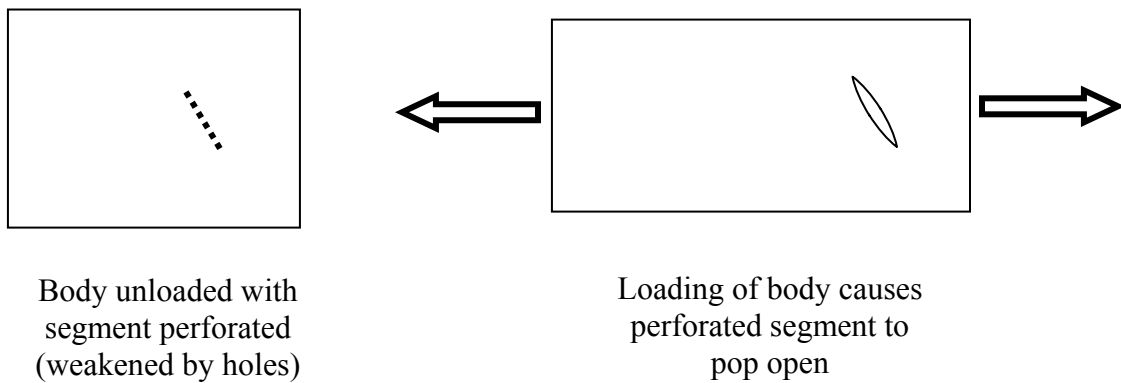 Body unloaded with
segment perforated
(weakened by holes)
Loading of body causes
perforated segment to
pop open